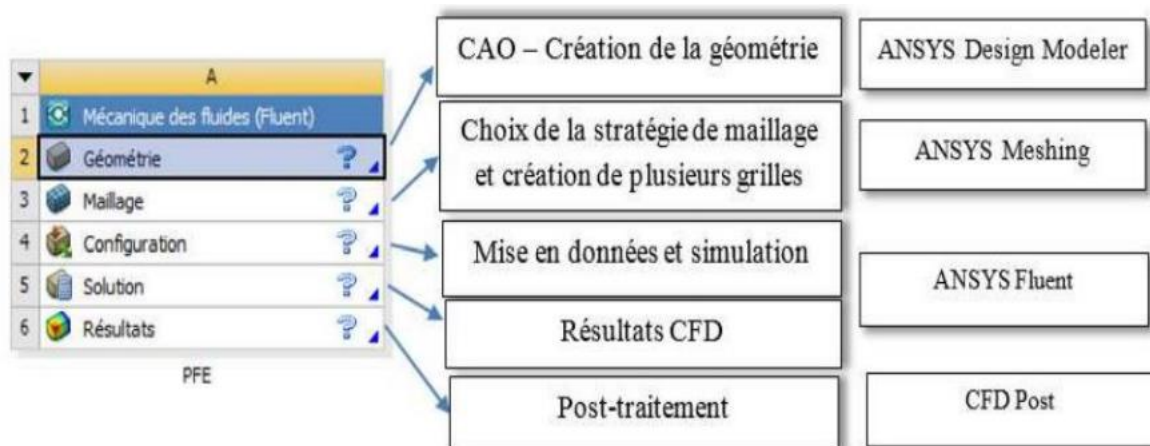 A
1 Mécanique des fluides (Fluent)
2 Géométrie ?
3 Maillage ?
4 Configuration ?
5 Solution ?
6 Résultats ?
PFE
CAO – Création de la géométrie
Choix de la stratégie de maillage
et création de plusieurs grilles
Mise en données et simulation
Résultats CFD
Post-traitement
ANSYS Design Modeler
ANSYS Meshing
ANSYS Fluent
CFD Post